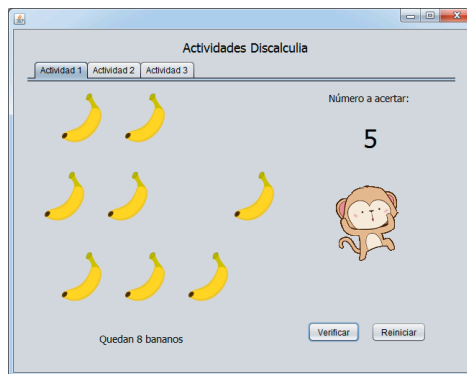 Actividades Discalculia
Actividad 1 Actividad 2 Actividad 3
Número a acertar:
5
Quedan 8 bananos
Verificar Reiniciar